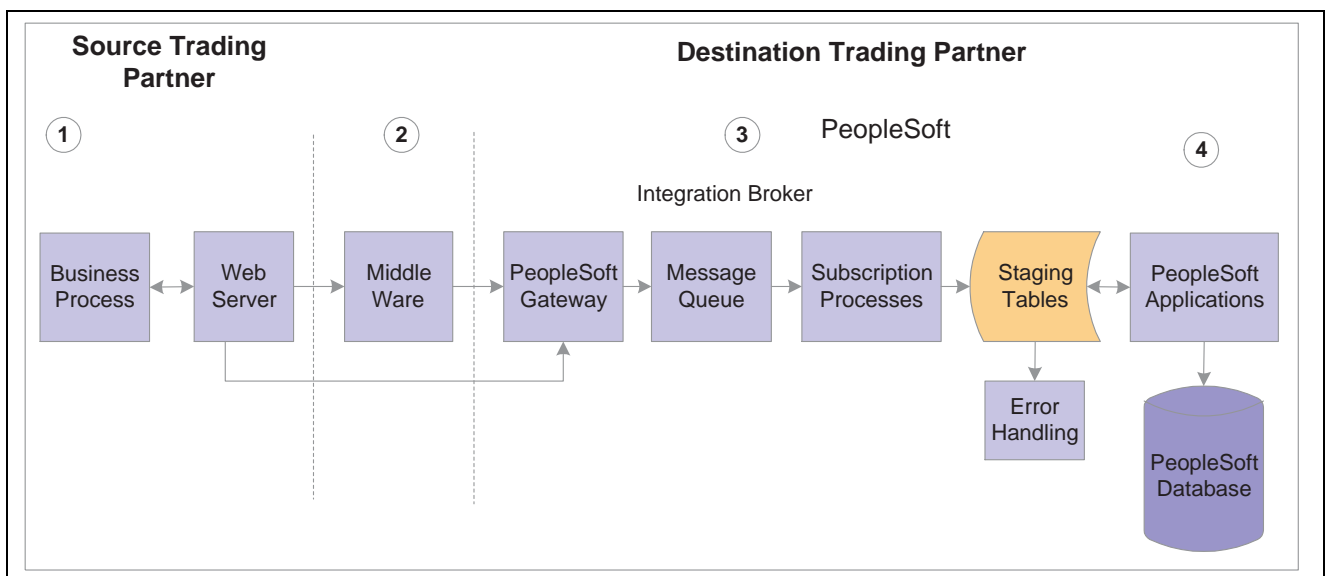 Source Trading
Partner
Destination Trading Partner
1
2
3
PeopleSoft
4
Integration Broker
Business
Process
Web
Server
Middle
Ware
PeopleSoft
Gateway
Message
Queue
Subscription
Processes
Staging
Tables
PeopleSoft
Applications
Error
Handling
PeopleSoft
Database